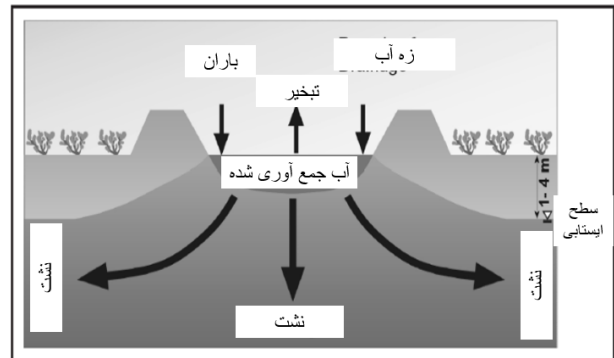 زه آب
باران
تبخیر
آب جمع آوری شده
1- 4 m
سطح
ایستابی
نشت
نشت
نشت